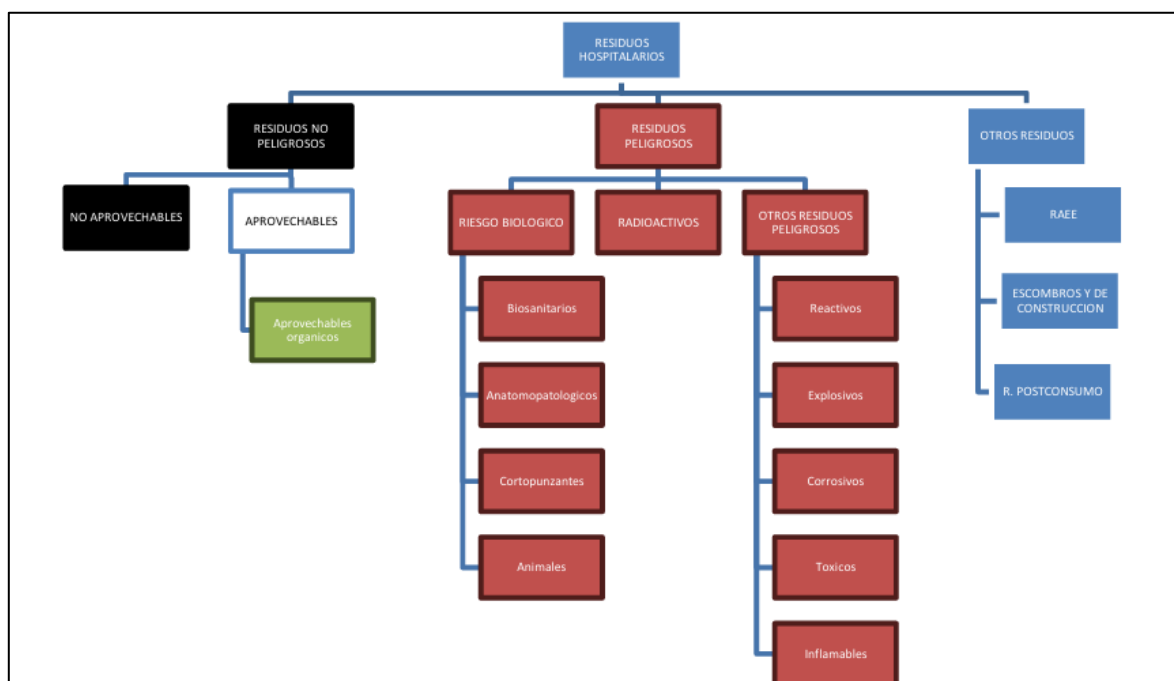 RESIDUOS
HOSPITALARIOS
RESIDUOS NO
PELIGROSOS
RESIDUOS
PELIGROSOS
OTROS RESIDUOS
NO APROVECHABLES
APROVECHABLES
RIESGO BIOLOGICO
RADIOACTIVOS
OTROS RESIDUOS
PELIGROSOS
RAEE
Aprovechables
organicos
Biosanitarios
Reactivos
ESCOMBROS Y DE
CONSTRUCCION
Anatomopatologicos
Explosivos
R. POSTCONSUMO
Cortopunzantes
Corrosivos
Animales
Toxicos
Inflamables